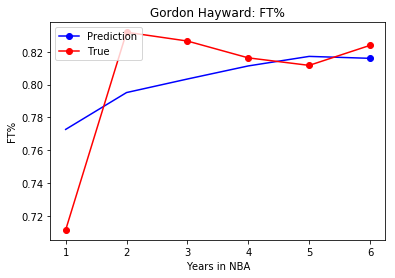 Gordon Hayward: FT%
Prediction
True
FT%
0.82
0.80
0.78
0.76
0.74
0.72
1 2 3 4 5 6
Years in NBA